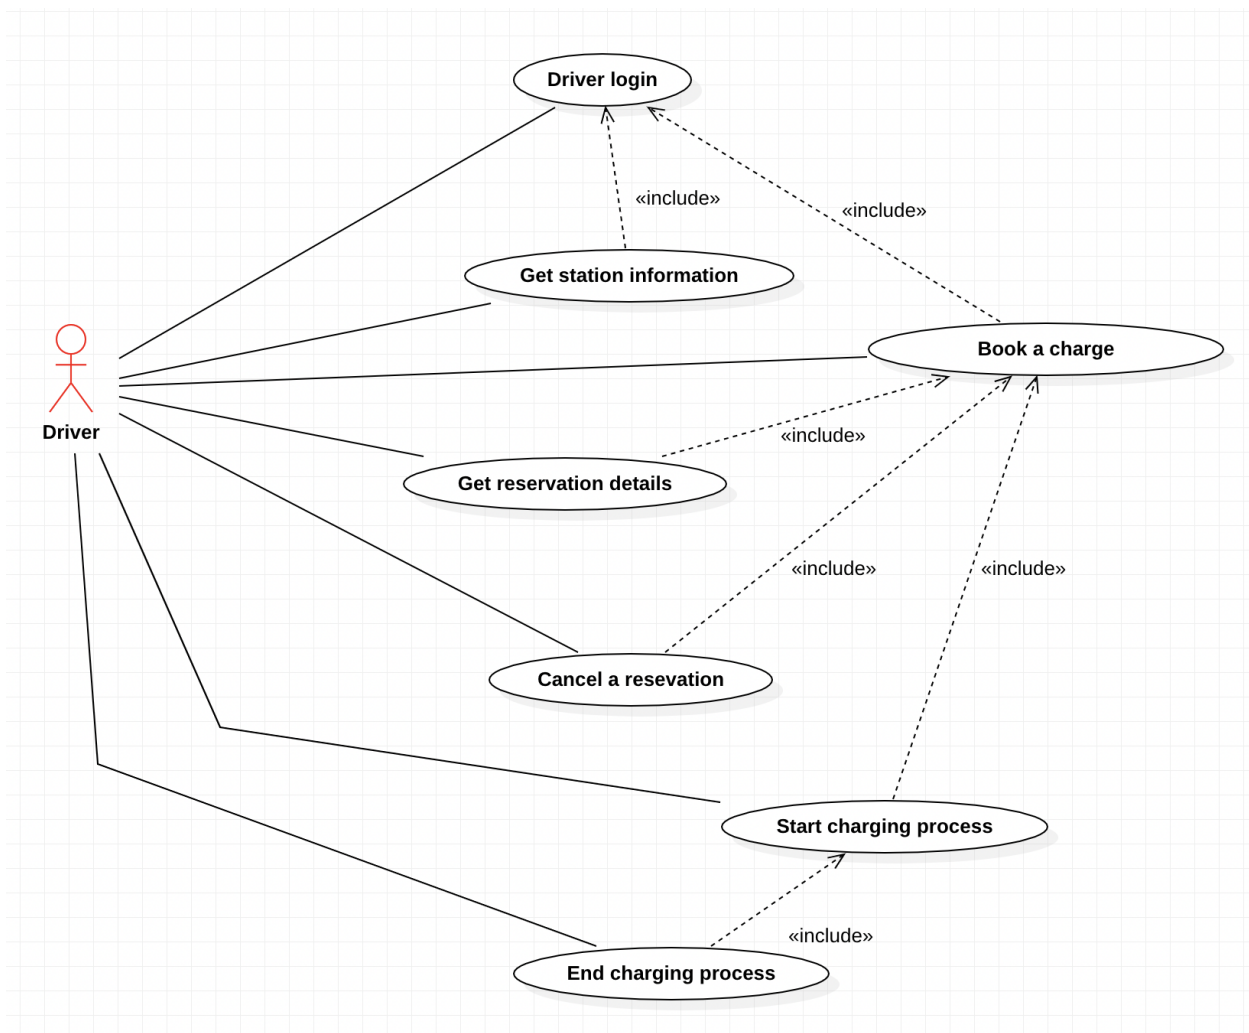 Driver login
«include»
«include»
Get station information
Book a charge
Driver
«include»
Get reservation details
«include»
«include»
Cancel a resevation
Start charging process
«include»
End charging process